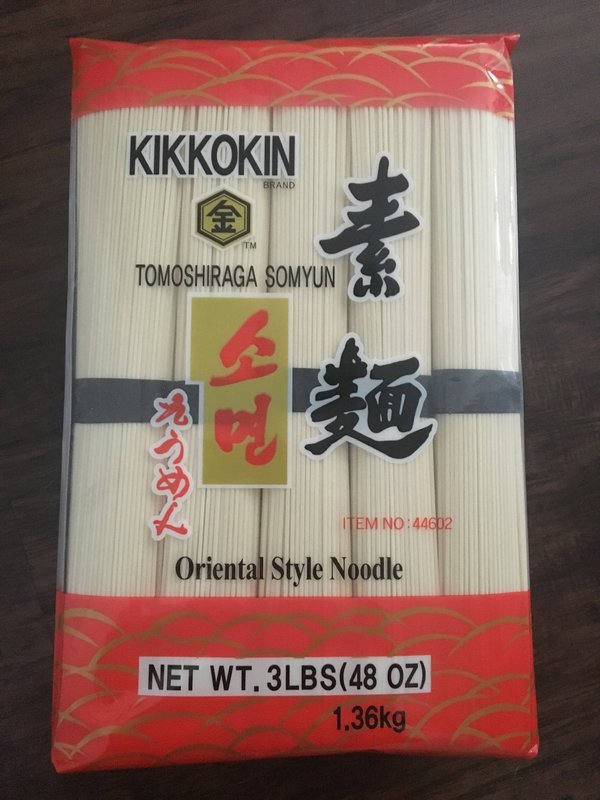 KIKKOKIN
BRAND
金
TM
TOMOSHIRAGA SOMYUN
素麺
소면
そうめん
ITEM NO : 44602
Oriental Style Noodle
NET WT. 3LBS(48 OZ)
1.36kg